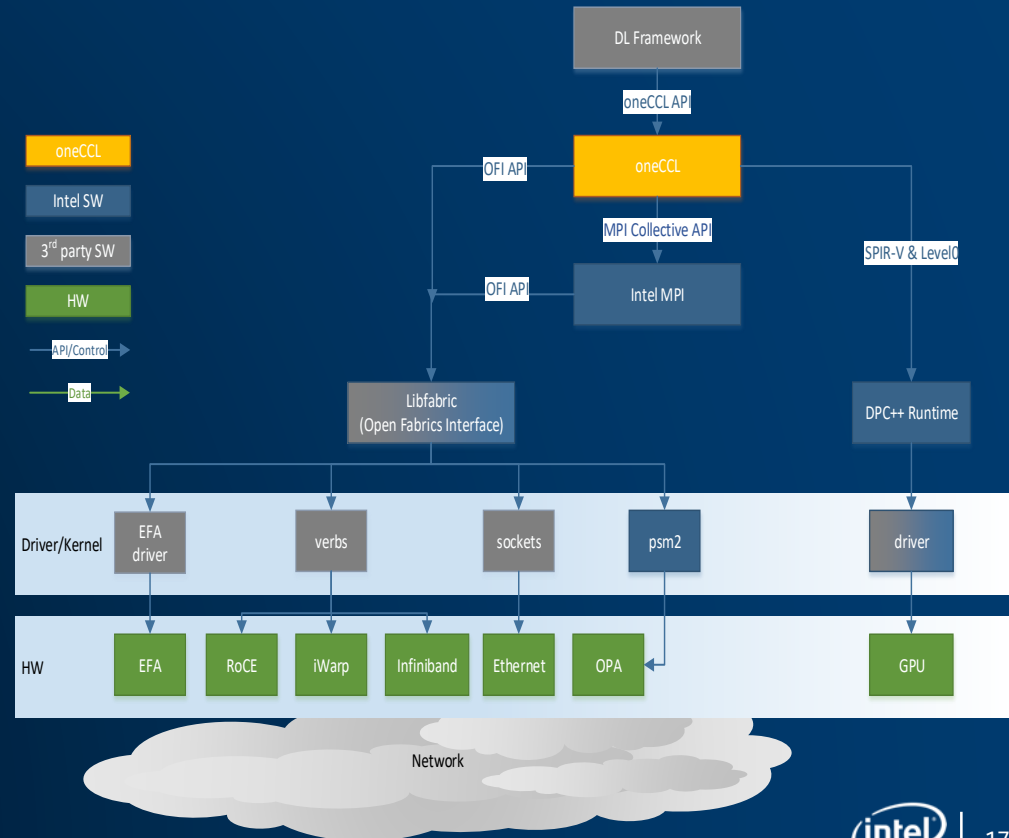 DL Framework
oneCCL API
oneCCL
OFI API
oneCCL
Intel SW
MPI Collective API
3rd party SW
SPIR-V & Level0
HW
OFI API
Intel MPI
API/Control
Data
Libfabric
(Open Fabrics Interface)
DPC++ Runtime
Driver/Kernel
EFA
driver
verbs
sockets
psm2
driver
HW
EFA
RoCE
iWarp
Infiniband
Ethernet
OPA
GPU
Network
intel
17